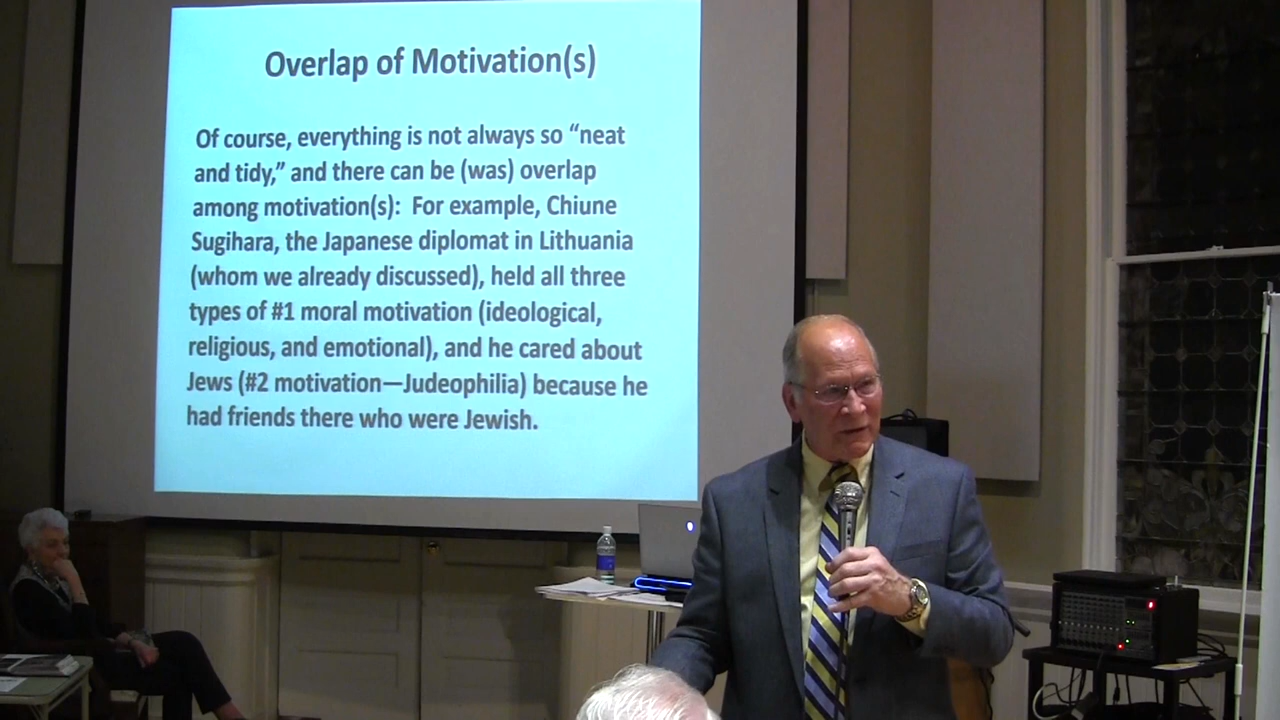 Overlap of Motivation(s)
Of course, everything is not always so “neat
and tidy,” and there can be (was) overlap
among motivation(s):  For example, Chiune
Sugihara, the Japanese diplomat in Lithuania
(whom we already discussed), held all three
types of #1 moral motivation (ideological,
religious, and emotional), and he cared about
Jews (#2 motivation—Judeophilia) because he
had friends there who were Jewish.